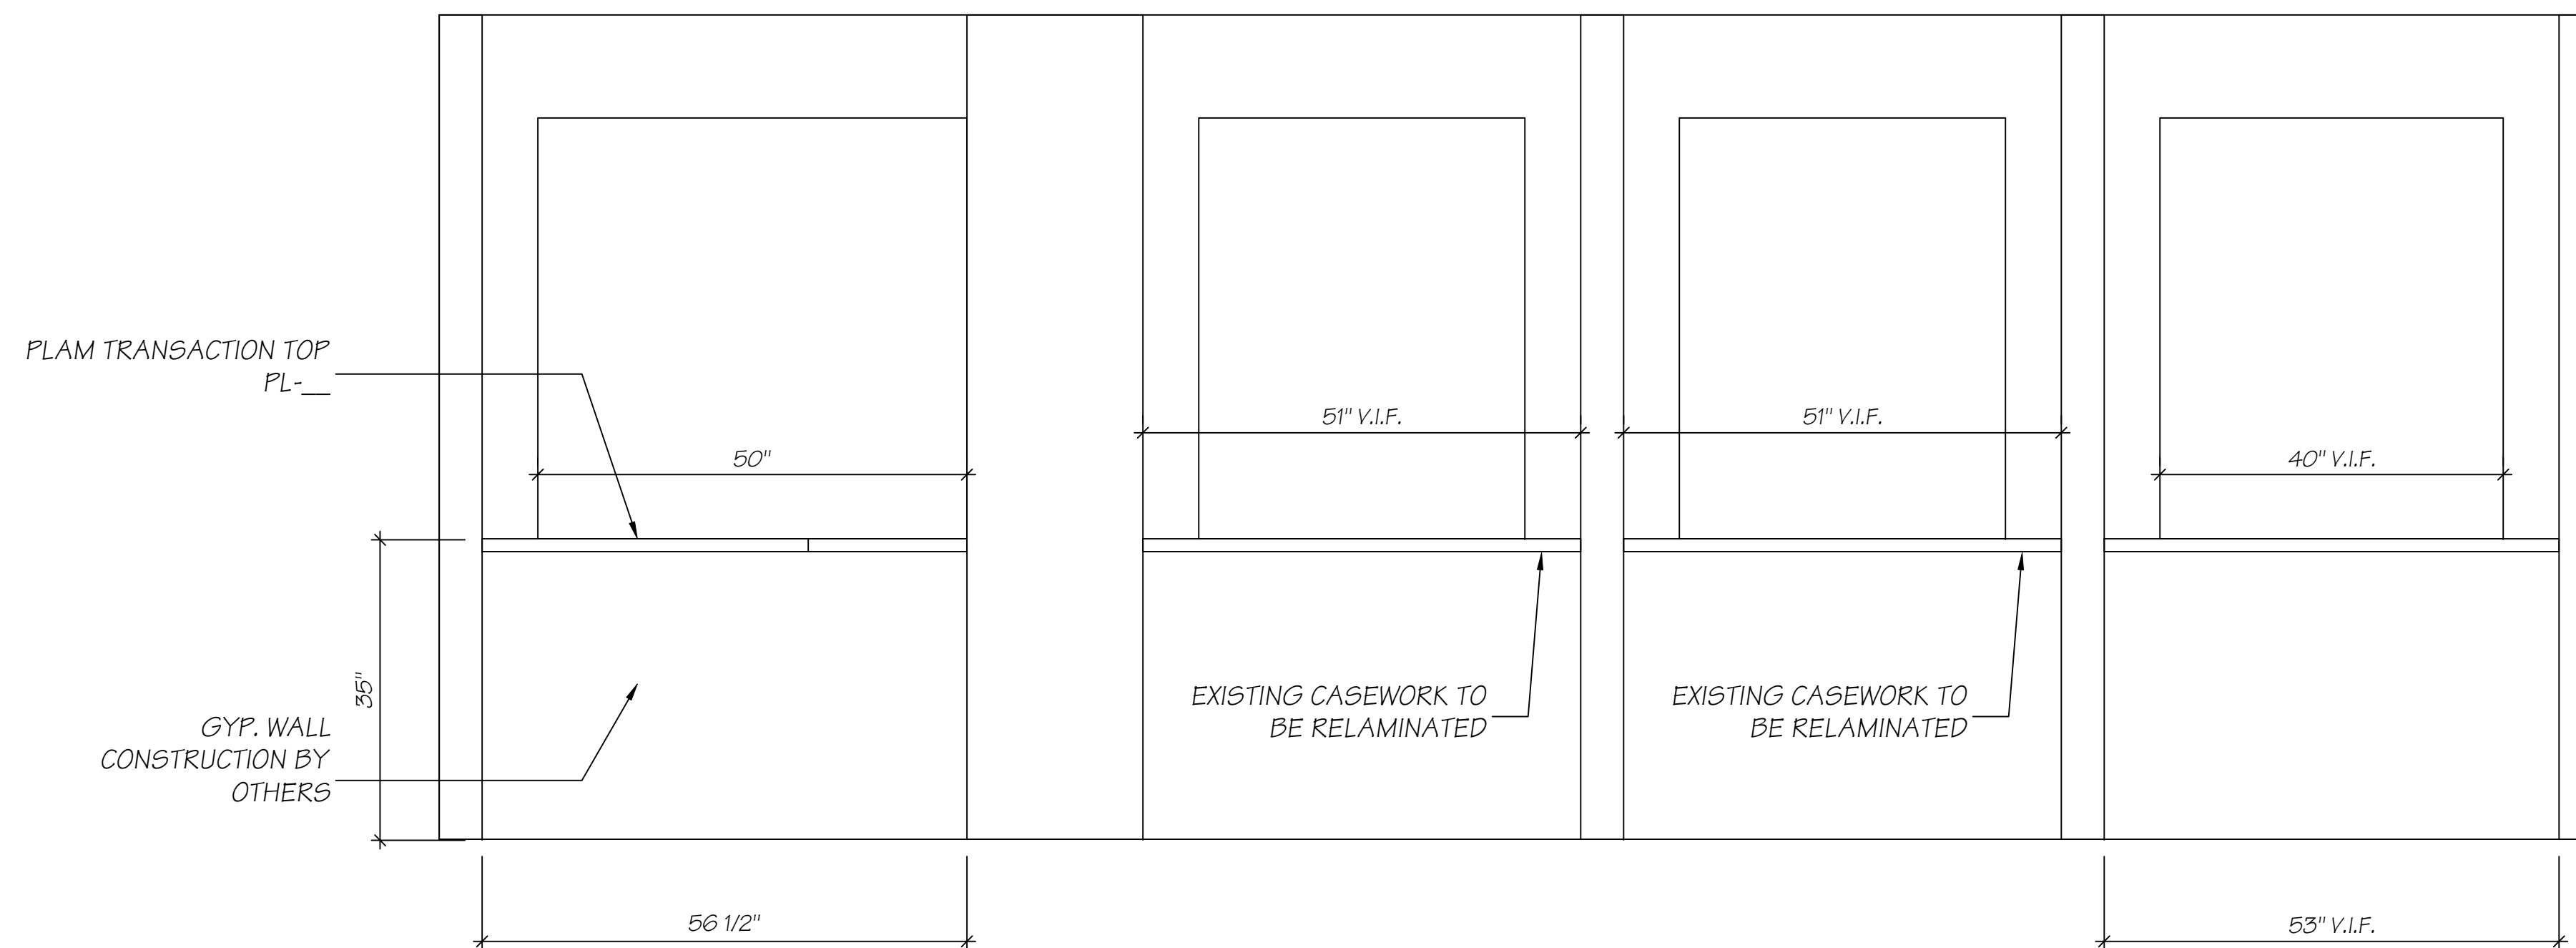 PLAM TRANSACTION TOP
PL-__
51" V.I.F.
51" V.I.F.
50"
40" V.I.F.
35"
EXISTING CASEWORK TO
BE RELAMINATED
EXISTING CASEWORK TO
BE RELAMINATED
GYP. WALL
CONSTRUCTION BY
OTHERS
56 1/2"
53" V.I.F.